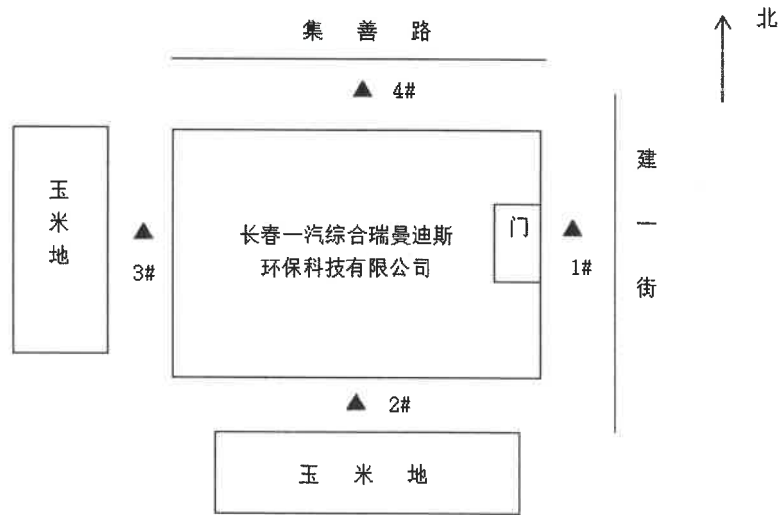 集善路
北
4#
建一街
玉米地
长春一汽综合瑞曼迪斯
环保科技有限公司
门
3#
1#
2#
玉米地